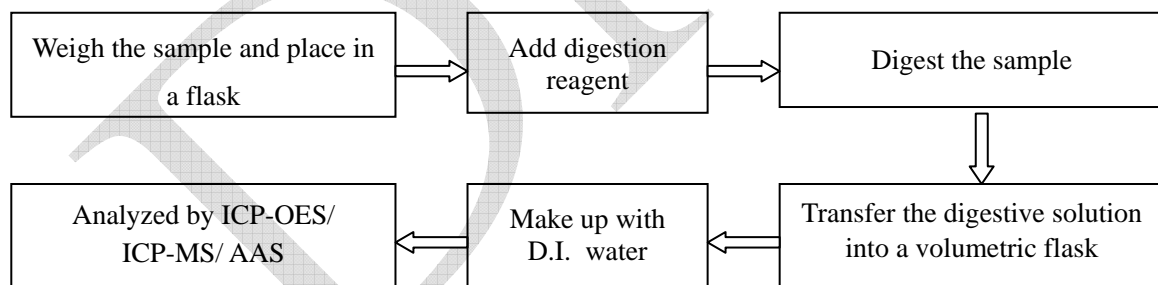 Weigh the sample and place in
a flask
Add digestion
reagent
Digest the sample
Transfer the digestive solution
into a volumetric flask
Make up with
D.I. water
Analyzed by ICP-OES/
ICP-MS/ AAS